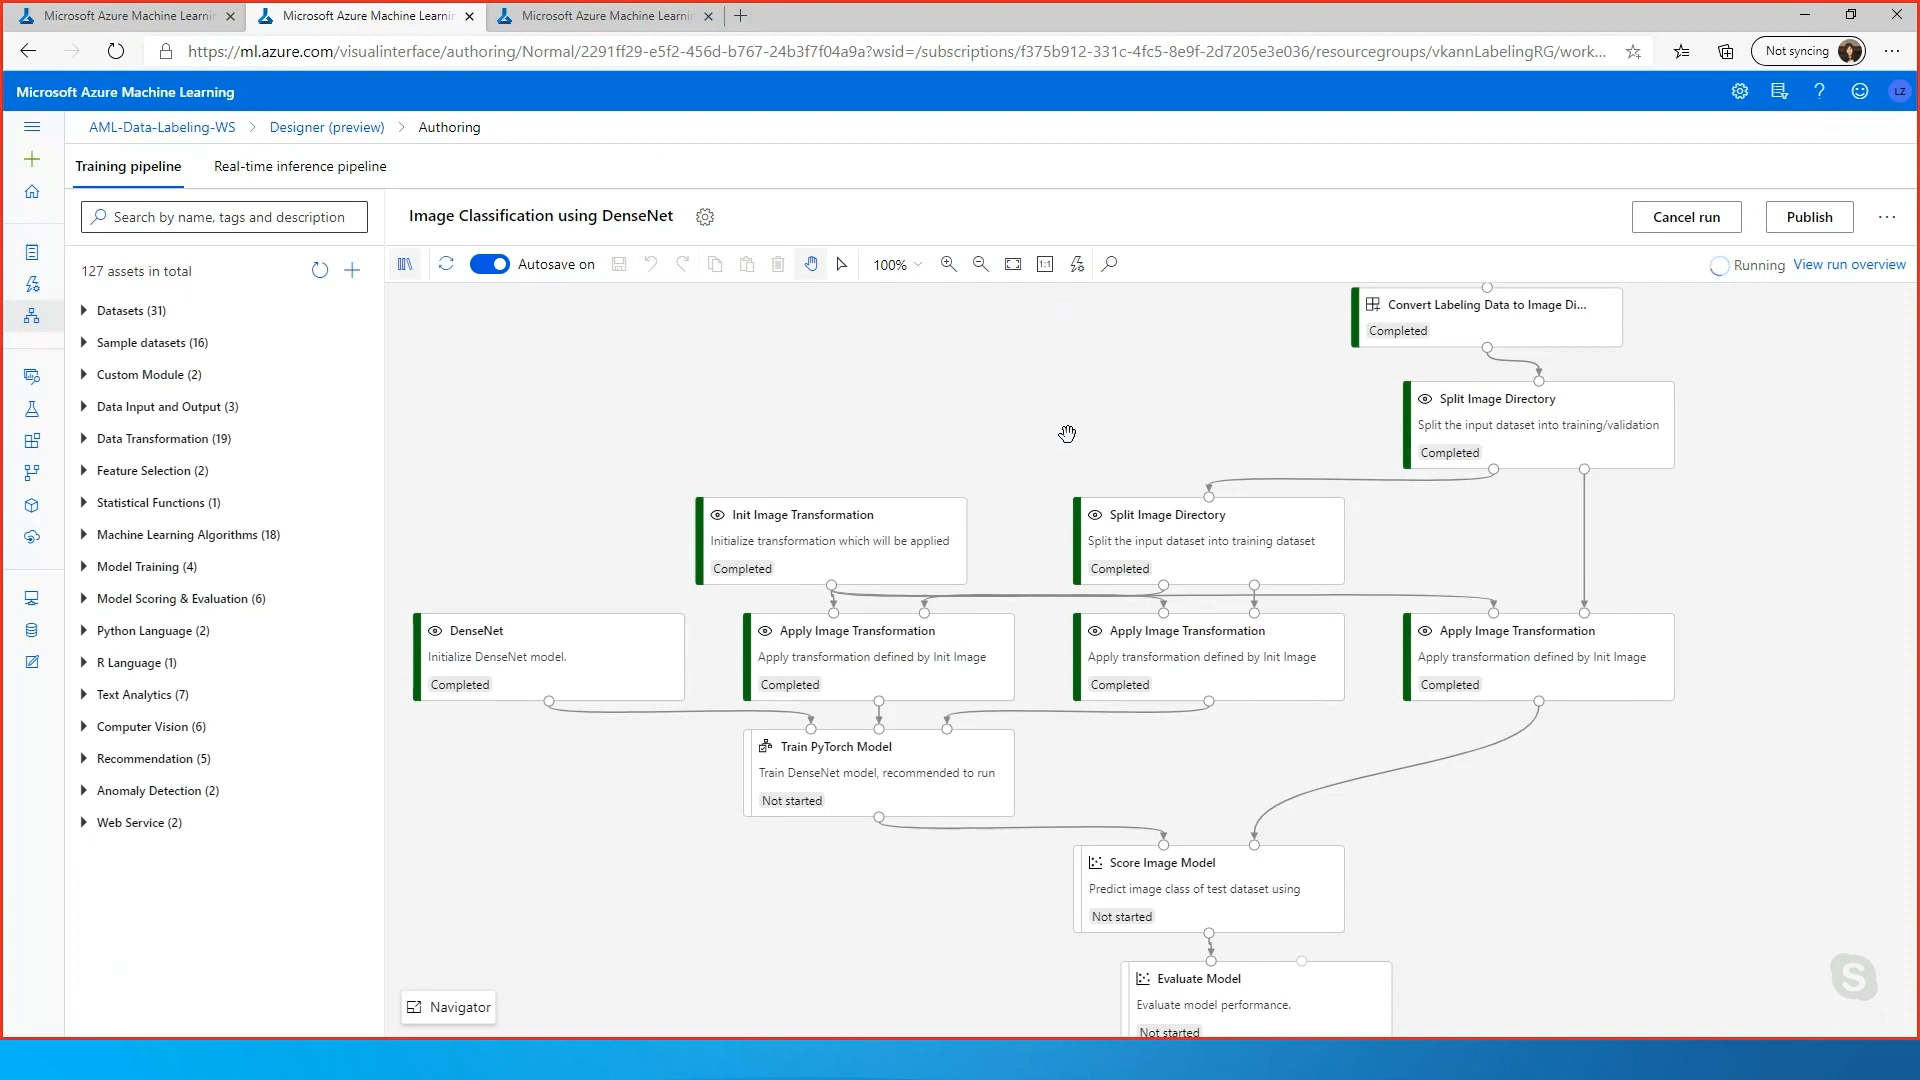 Microsoft Azure Machine Learnin
Microsoft Azure Machine Learnin
Microsoft Azure Machine Learnin
https://ml.azure.com/visualinterface/authoring/Normal/2291ff29-e5f2-456d-b767-24b3f7f04a9a?wsid=/subscriptions/f375b912-331c-4fc5-8e9f-2d7205e3e036/resourcegroups/vkannLabelingRG/work...
Not syncing
Microsoft Azure Machine Learning
LZ
AML-Data-Labeling-WS > Designer (preview) > Authoring
Training pipeline
Real-time inference pipeline
Search by name, tags and description
Image Classification using DenseNet
Cancel run
Publish
127 assets in total
Autosave on
100%
1:1
Running
View run overview
Datasets (31)
Sample datasets (16)
Custom Module (2)
Data Input and Output (3)
Data Transformation (19)
Feature Selection (2)
Statistical Functions (1)
Machine Learning Algorithms (18)
Model Training (4)
Model Scoring & Evaluation (6)
Python Language (2)
R Language (1)
Text Analytics (7)
Computer Vision (6)
Recommendation (5)
Anomaly Detection (2)
Web Service (2)
Convert Labeling Data to Image Di...
Completed
Split Image Directory
Split the input dataset into training/validation
Completed
Init Image Transformation
Initialize transformation which will be applied
Completed
Split Image Directory
Split the input dataset into training dataset
Completed
DenseNet
Initialize DenseNet model.
Completed
Apply Image Transformation
Apply transformation defined by Init Image
Completed
Apply Image Transformation
Apply transformation defined by Init Image
Completed
Apply Image Transformation
Apply transformation defined by Init Image
Completed
Train PyTorch Model
Train DenseNet model, recommended to run
Not started
Score Image Model
Predict image class of test dataset using
Not started
Evaluate Model
Evaluate model performance.
Not started
Navigator
S